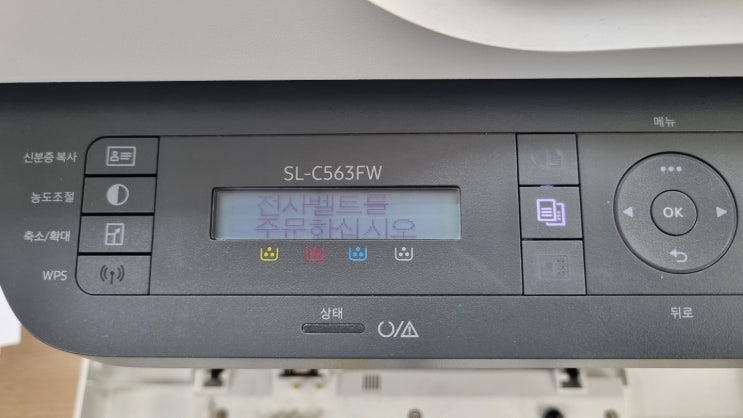 메뉴
신분증 복사
SL-C563FW
전사벨트를
주문하십시오
농도조절
OK
축소/확대
WPS
상태
뒤로